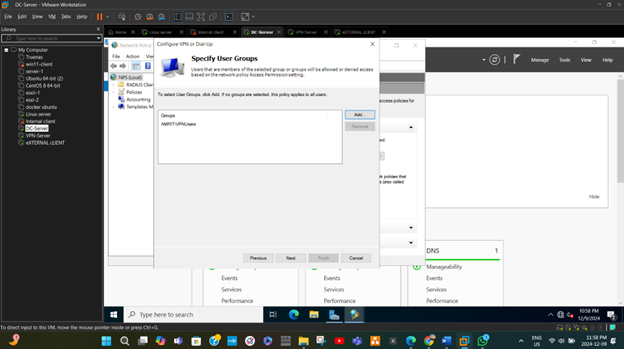 DC-Server - VMware Workstation
File Edit View VM Tabs Help
Library
Type here to search
My Computer
Tromas
win11-client
server-1
Ubuntu 64-bit (2)
CentOS 8 64-bit
esxi-1
esxi-2
docker ubuntu
Linux server
Internal client
DC-Server
VPN-Server
eXTERNAL cLIENT
Home
Linux server
Internal client
DC-Server
VPN Server
eXTERNAL cLIENT
Network Policy
File Action View
NPS (Local)
RADIUS Clien
Policies
Accounting
Templates M
Configure VPN or Dial-Up
Specify User Groups
Users that are members of the selected group or groups will be allowed or denied access
based on the network policy Access Permission setting.
To select User Groups, click Add. If no groups are selected, this policy applies to all users.
Groups
AMRIT\VPNUsers
Add...
Remove
Previous Next Finish Cancel
access policies for
rk policies that
also called
Manage Tools View Help
Hide
DNS 1
Manageability
Events
Services
Performance
Events
Services
Performance
Events
Services
Performance
Type here to search
10:58 PM
12/9/2024
To direct input to this VM, move the mouse pointer inside or press Ctrl+G.
Search
ENG
US
11:58 PM
2024-12-09